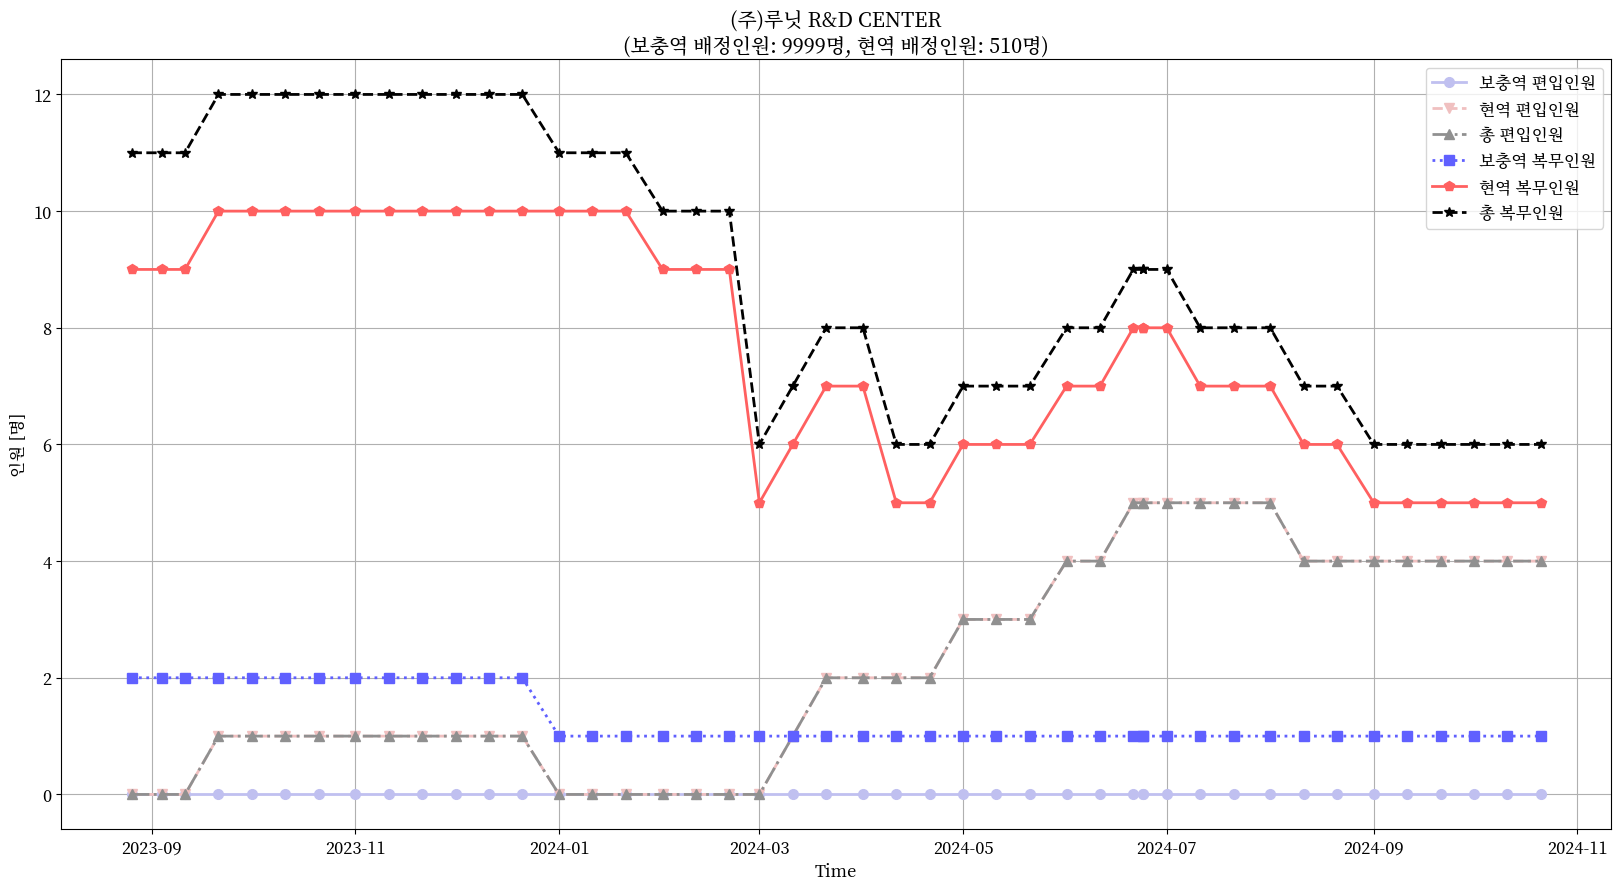 (주)루닛 R&D CENTER
(보충역 배정인원: 9999명, 현역 배정인원: 510명)
보충역 편입인원
현역 편입인원
총 편입인원
보충역 복무인원
현역 복무인원
총 복무인원
인원 [명]
12
10
8
6
4
2
0
2023-09
2023-11
2024-01
2024-03
2024-05
2024-07
2024-09
2024-11
Time